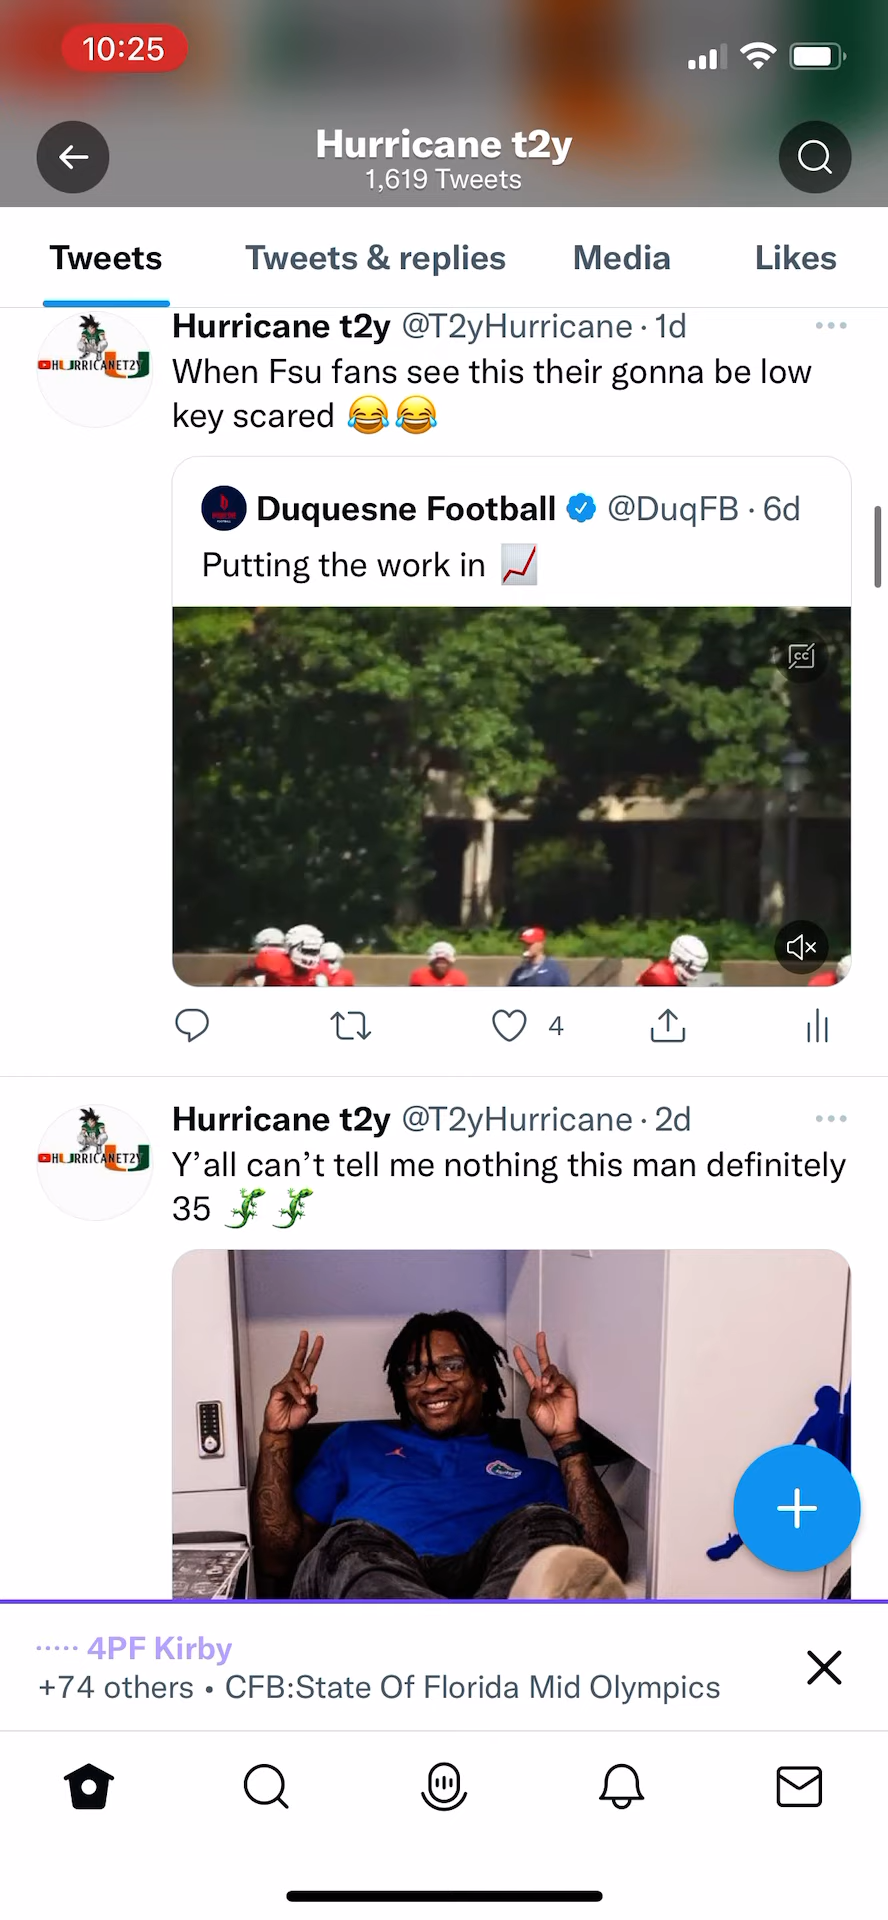 10:25
Hurricane t2y
1,619 Tweets
Tweets
Tweets & replies
Media
Likes
Hurricane t2y @T2yHurricane · 1d
HURRICANET2Y
When Fsu fans see this their gonna be low
key scared 😂😂
Duquesne Football @DuqFB · 6d
Putting the work in 📈
CC
4
Hurricane t2y @T2yHurricane · 2d
HURRICANET2Y
Y’all can’t tell me nothing this man definitely
35 🦎🦎
4PF Kirby
+74 others • CFB:State Of Florida Mid Olympics